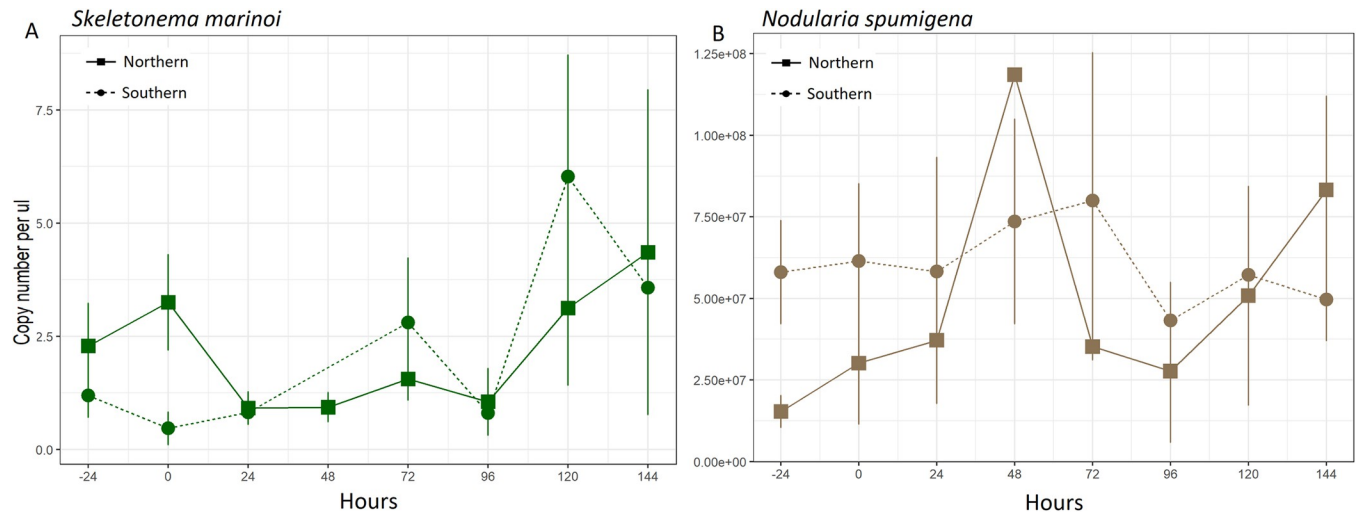 A
Skeletonema marinoi
Northern
Southern
7.5
5.0
2.5
0.0
Copy number per ul
-24 0 24 48 72 96 120 144
Hours
B
Nodularia spumigena
Northern
Southern
1.25e+08
1.00e+08
7.50e+07
5.00e+07
2.50e+07
0.00e+00
-24 0 24 48 72 96 120 144
Hours